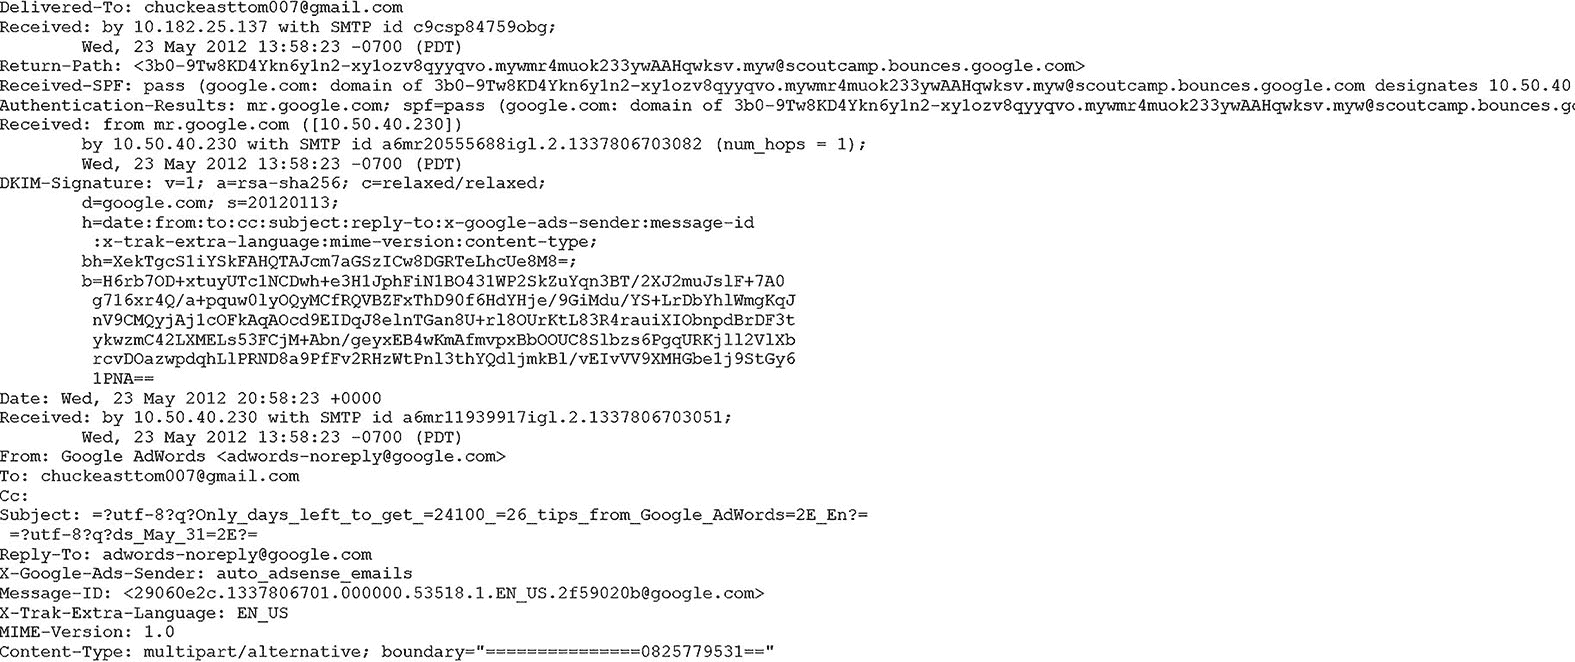 Delivered-To: chuckeasttom007@gmail.com
Received: by 10.182.25.137 with SMTP id c9csp84759obg;
Wed, 23 May 2012 13:58:23 -0700 (PDT)
Return-Path: <3b0-9Tw8KD4Ykn6y1n2-xy1ozv8qyyqvo.mywmr4muok233ywAAHqwksv.myw@scoutcamp.bounces.google.com>
Received-SPF: pass (google.com: domain of 3b0-9Tw8KD4Ykn6y1n2-xy1ozv8qyyqvo.mywmr4muok233ywAAHqwksv.myw@scoutcamp.bounces.google.com designates 10.50.40
Authentication-Results: mr.google.com; spf=pass (google.com: domain of 3b0-9Tw8KD4Ykn6y1n2-xy1ozv8qyyqvo.mywmr4muok233ywAAHqwksv.myw@scoutcamp.bounces.g
Received: from mr.google.com ([10.50.40.230])
by 10.50.40.230 with SMTP id a6mr20555688igl.2.1337806703082 (num_hops = 1);
Wed, 23 May 2012 13:58:23 -0700 (PDT)
DKIM-Signature: v=1; a=rsa-sha256; c=relaxed/relaxed;
d=google.com; s=20120113;
h=date:from:to:cc:subject:reply-to:x-google-ads-sender:message-id
:x-trak-extra-language:mime-version:content-type;
bh=XekTgcS1iYSkFAHQTAJcm7aGSzICw8DGRTeLhcUe8M8=;
b=H6rb7OD+xtuyUTc1NCDwh+e3H1JphFiN1BO431WP2SkZuYqn3BT/2XJ2muJslF+7A0
g716xr4Q/a+pquw0lyOQyMCfRQVBZFxThD90f6HdYHje/9GiMdu/YS+LrDbYhlWmgKqJ
nV9CMQyjAj1cOFkAqAOcd9EIDqJ8elnTGan8U+rl8OUrKtL83R4rauiXIObnpdBrDF3t
ykwzmC42LXMELs53FCjM+Abn/geyxEB4wKmAfmvpxBbOOUC8Slbzs6PgqURKjll2VlXb
rcvDOazwpdqhLlPRND8a9PfFv2RHzWtPnl3thYQdljmkBl/vEIvVV9XMHGbe1j9StGy6
1PNA==
Date: Wed, 23 May 2012 20:58:23 +0000
Received: by 10.50.40.230 with SMTP id a6mr11939917igl.2.1337806703051;
Wed, 23 May 2012 13:58:23 -0700 (PDT)
From: Google AdWords <adwords-noreply@google.com>
To: chuckeasttom007@gmail.com
Cc:
Subject: =?utf-8?q?Only_days_left_to_get_=24100_=26_tips_from_Google_AdWords=2E_En?=
=?utf-8?q?ds_May_31=2E?=
Reply-To: adwords-noreply@google.com
X-Google-Ads-Sender: auto_adsense_emails
Message-ID: <29060e2c.1337806701.000000.53518.1.EN_US.2f59020b@google.com>
X-Trak-Extra-Language: EN_US
MIME-Version: 1.0
Content-Type: multipart/alternative; boundary="===============0825779531=="